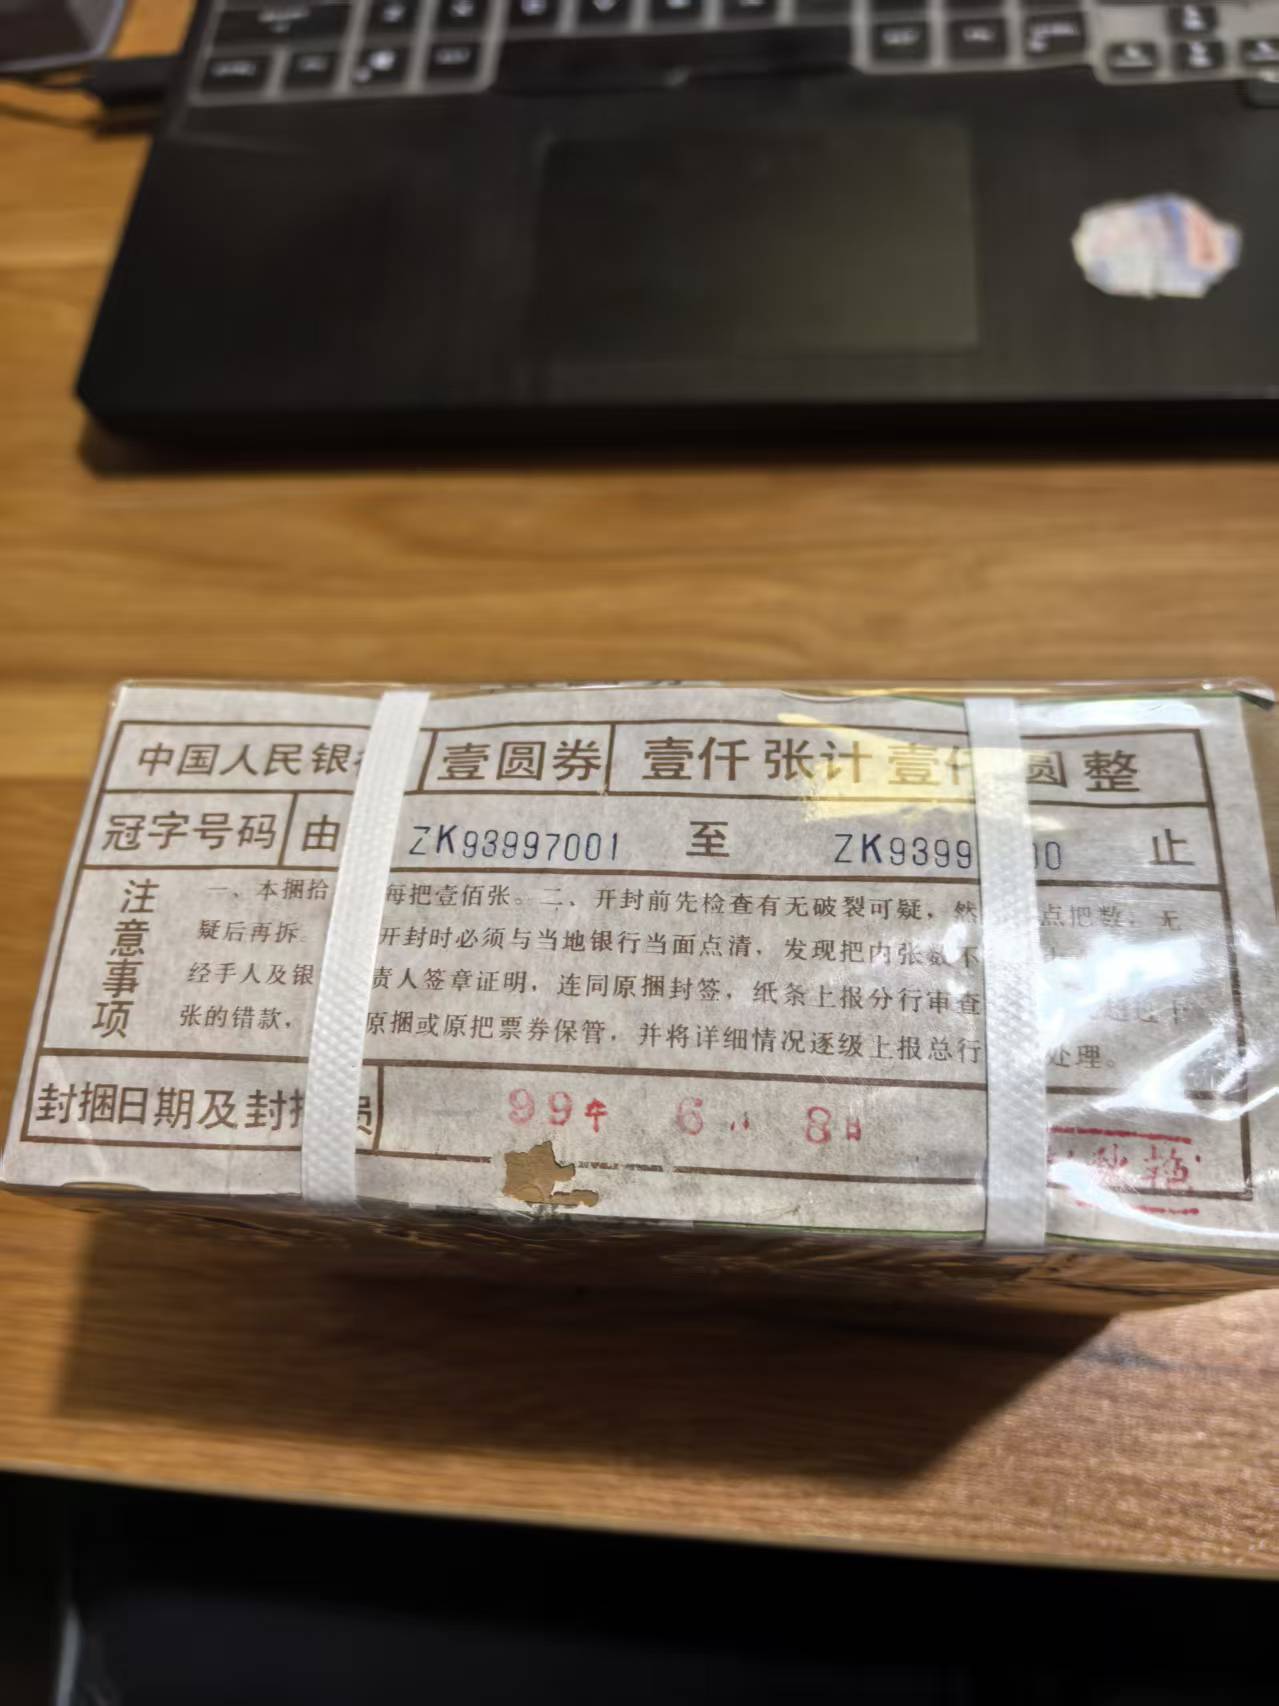 中国人民银 壹圆券 壹仟张计壹仟圆整
冠字号码 由 ZK93997001 至 ZK9399 00 止
注意事项
一、本捆拾 每把壹佰张。二、开封前先检查有无破裂可疑，然 点把数，无
疑后再拆。 开封时必须与当地银行当面点清，发现把内张数不
经手人及银 责人签章证明，连同原捆封签，纸条上报分行审查
张的错款， 原捆或原把票券保管，并将详细情况逐级上报总行 处理。
封捆日期及封捆员 99年 6月 8日